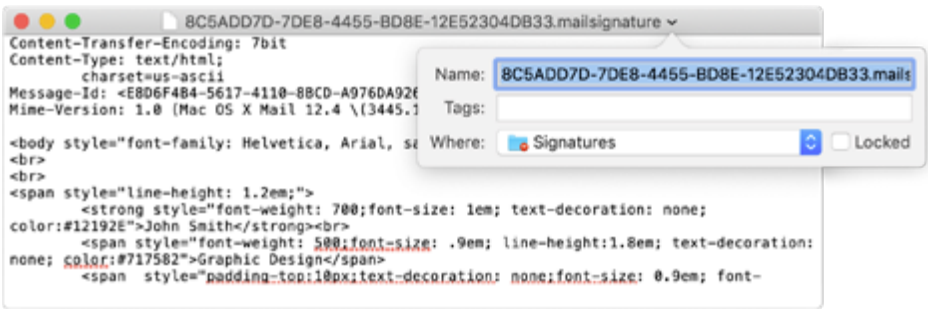 8C5ADD7D-7DE8-4455-BD8E-12E52304DB33.mailsignature
Content-Transfer-Encoding: 7bit
Content-Type: text/html;
charset=us-ascii
Message-Id: <E8D6F4B4-5617-4110-8BCD-A976DA926
Mime-Version: 1.0 (Mac OS X Mail 12.4 \(3445.1
Name: 8C5ADD7D-7DE8-4455-BD8E-12E52304DB33.mails
Tags:
Where: Signatures Locked
<body style="font-family: Helvetica, Arial, sa
<br>
<br>
<span style="line-height: 1.2em;">
<strong style="font-weight: 700;font-size: 1em; text-decoration: none;
color:#12192E">John Smith</strong><br>
<span style="font-weight: 500;font-size: .9em; line-height:1.8em; text-decoration:
none; color:#717582">Graphic Design</span>
<span style="padding-top:10px;text-decoration: none;font-size: 0.9em; font-